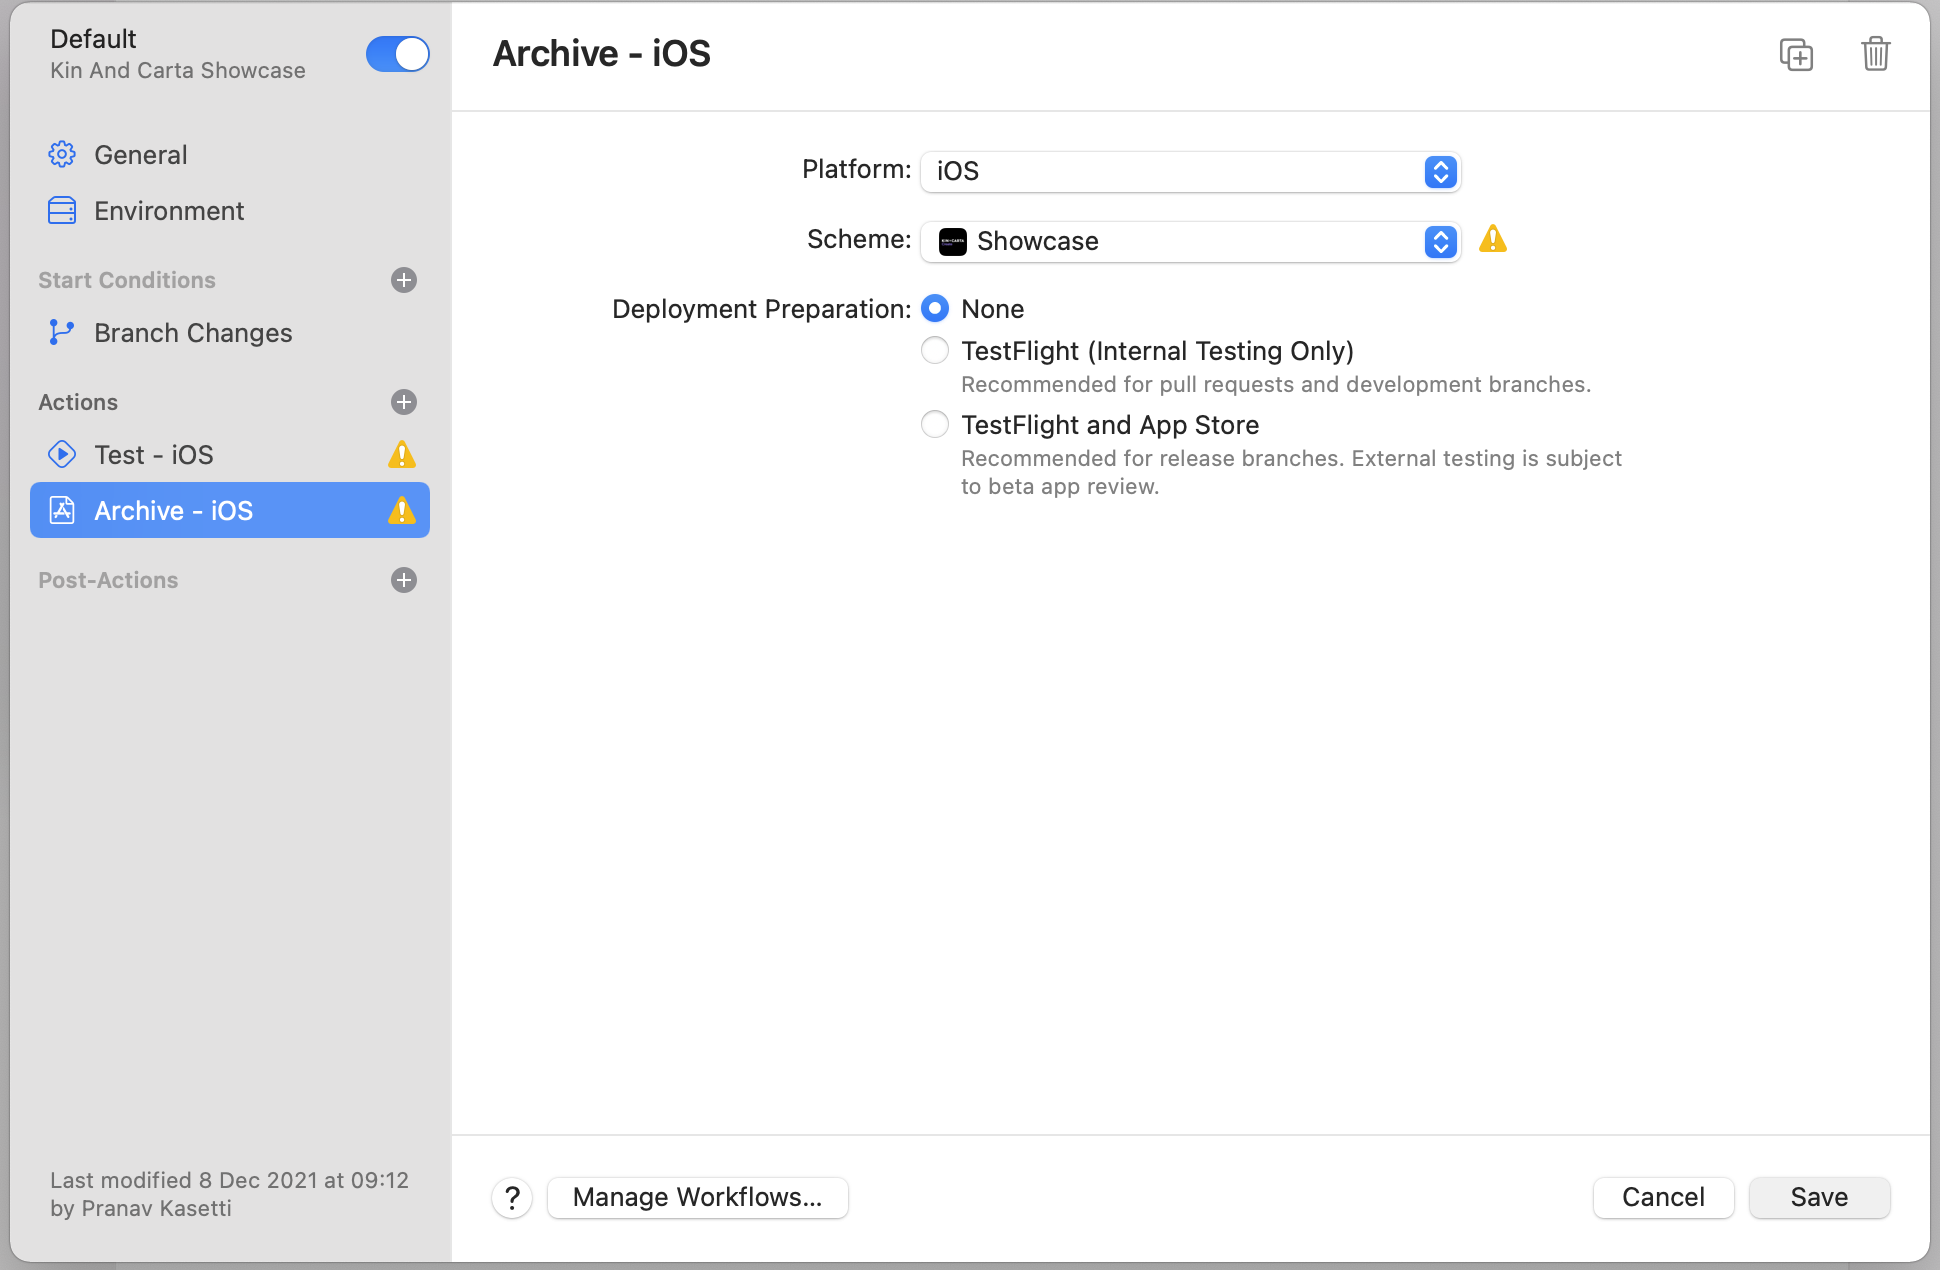 Default
Kin And Carta Showcase
General
Environment
Start Conditions
Branch Changes
Actions
Test - iOS
Archive - iOS
Post-Actions
Last modified 8 Dec 2021 at 09:12
by Pranav Kasetti
Archive - iOS
Platform: iOS
Scheme: Showcase
Deployment Preparation: None
TestFlight (Internal Testing Only)
Recommended for pull requests and development branches.
TestFlight and App Store
Recommended for release branches. External testing is subject
to beta app review.
? Manage Workflows...
Cancel Save